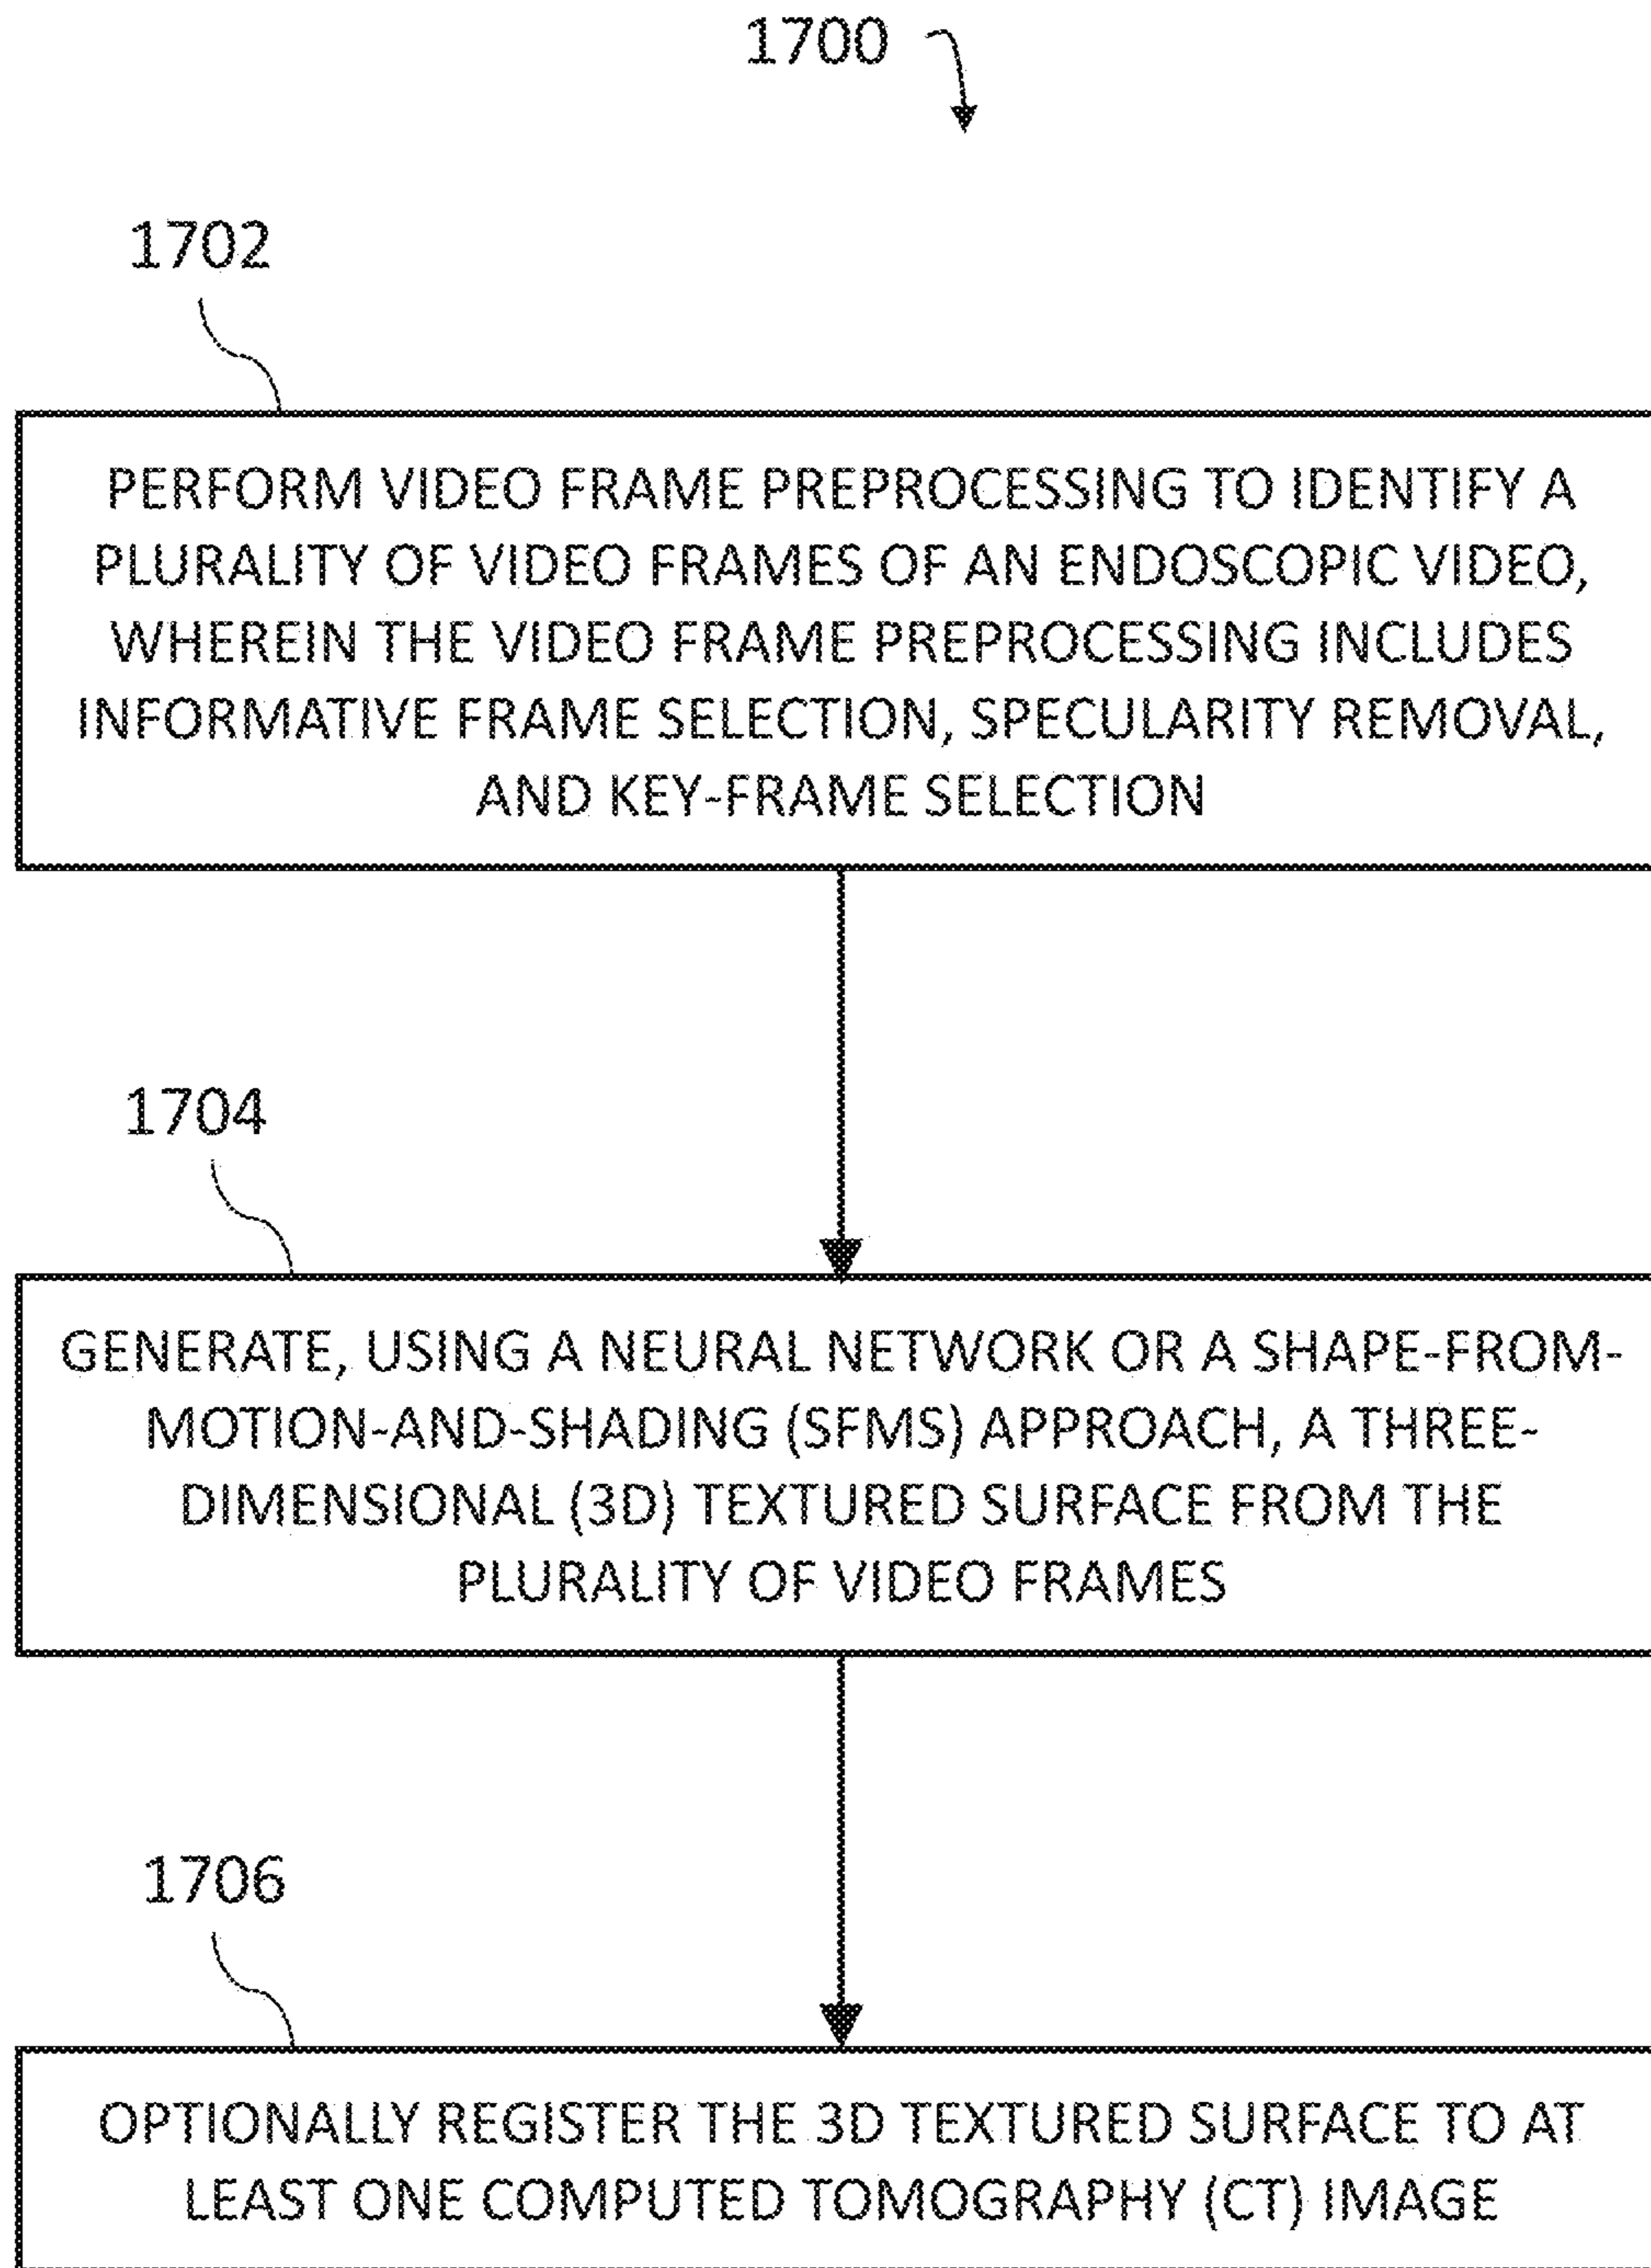 1700
1702
PERFORM VIDEO FRAME PREPROCESSING TO IDENTIFY A
PLURALITY OF VIDEO FRAMES OF AN ENDOSCOPIC VIDEO,
WHEREIN THE VIDEO FRAME PREPROCESSING INCLUDES
INFORMATIVE FRAME SELECTION, SPECULARITY REMOVAL,
AND KEY-FRAME SELECTION
1704
GENERATE, USING A NEURAL NETWORK OR A SHAPE-FROM-
MOTION-AND-SHADING (SFMS) APPROACH, A THREE-
DIMENSIONAL (3D) TEXTURED SURFACE FROM THE
PLURALITY OF VIDEO FRAMES
1706
OPTIONALLY REGISTER THE 3D TEXTURED SURFACE TO AT
LEAST ONE COMPUTED TOMOGRAPHY (CT) IMAGE